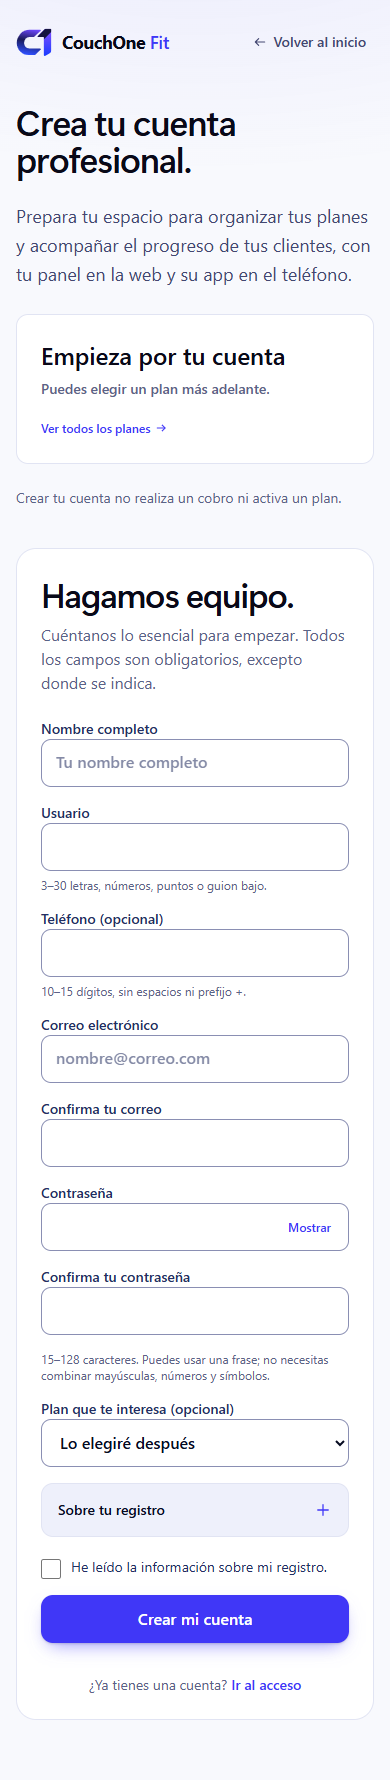 CouchOne Fit
← Volver al inicio
Crea tu cuenta
profesional.
Prepara tu espacio para organizar tus planes
y acompañar el progreso de tus clientes, con
tu panel en la web y su app en el teléfono.
Empieza por tu cuenta
Puedes elegir un plan más adelante.
Ver todos los planes →
Crear tu cuenta no realiza un cobro ni activa un plan.
Hagamos equipo.
Cuéntanos lo esencial para empezar. Todos
los campos son obligatorios, excepto
donde se indica.
Nombre completo
Tu nombre completo
Usuario
3–30 letras, números, puntos o guion bajo.
Teléfono (opcional)
10–15 dígitos, sin espacios ni prefijo +.
Correo electrónico
nombre@correo.com
Confirma tu correo
Contraseña
Mostrar
Confirma tu contraseña
15–128 caracteres. Puedes usar una frase; no necesitas
combinar mayúsculas, números y símbolos.
Plan que te interesa (opcional)
Lo elegiré después
Sobre tu registro +
He leído la información sobre mi registro.
Crear mi cuenta
¿Ya tienes una cuenta? Ir al acceso